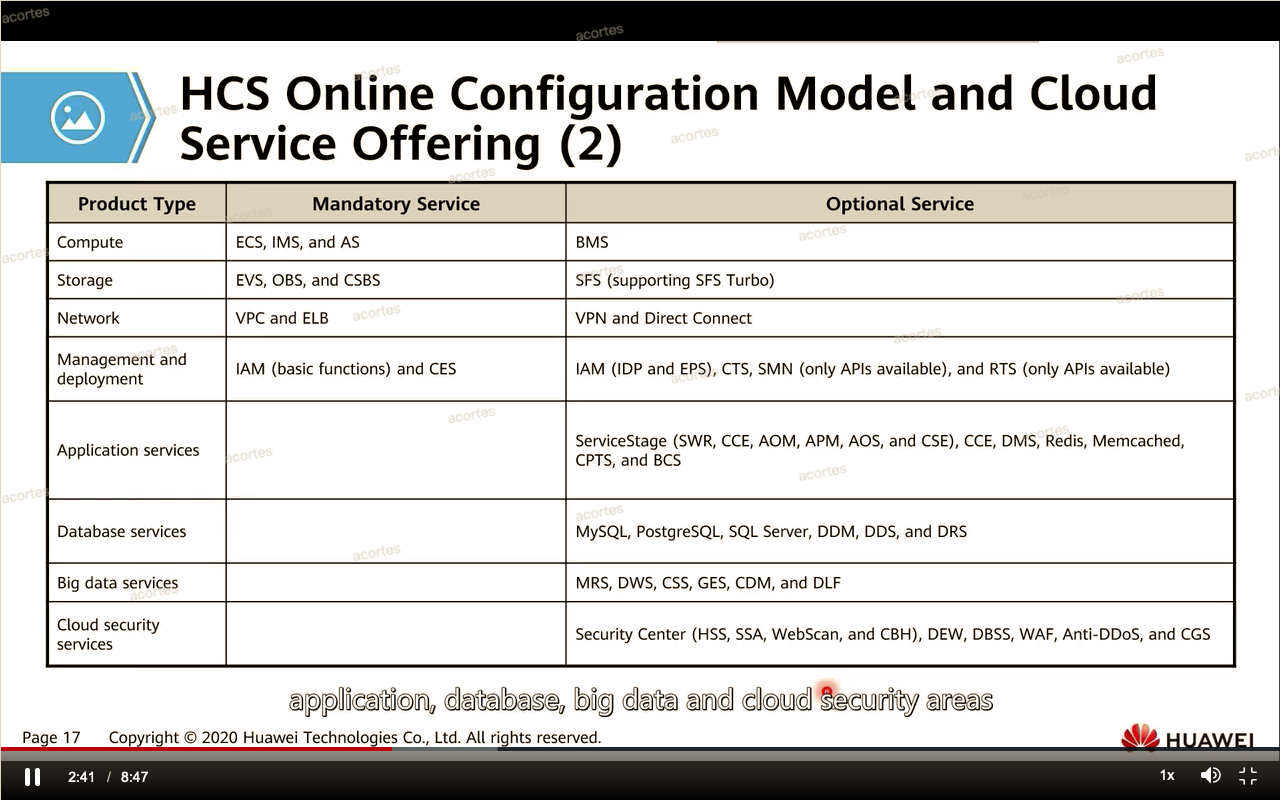 HCS Online Configuration Model and Cloud
Service Offering (2)
Product Type Mandatory Service Optional Service
Compute ECS, IMS, and AS BMS
Storage EVS, OBS, and CSBS SFS (supporting SFS Turbo)
Network VPC and ELB VPN and Direct Connect
Management and
deployment IAM (basic functions) and CES IAM (IDP and EPS), CTS, SMN (only APIs available), and RTS (only APIs available)
Application services ServiceStage (SWR, CCE, AOM, APM, AOS, and CSE), CCE, DMS, Redis, Memcached,
CPTS, and BCS
Database services MySQL, PostgreSQL, SQL Server, DDM, DDS, and DRS
Big data services MRS, DWS, CSS, GES, CDM, and DLF
Cloud security
services Security Center (HSS, SSA, WebScan, and CBH), DEW, DBSS, WAF, Anti-DDoS, and CGS
application, database, big data and cloud security areas
Page 17 Copyright © 2020 Huawei Technologies Co., Ltd. All rights reserved.
HUAWEI
2:41 / 8:47 1x
acortes